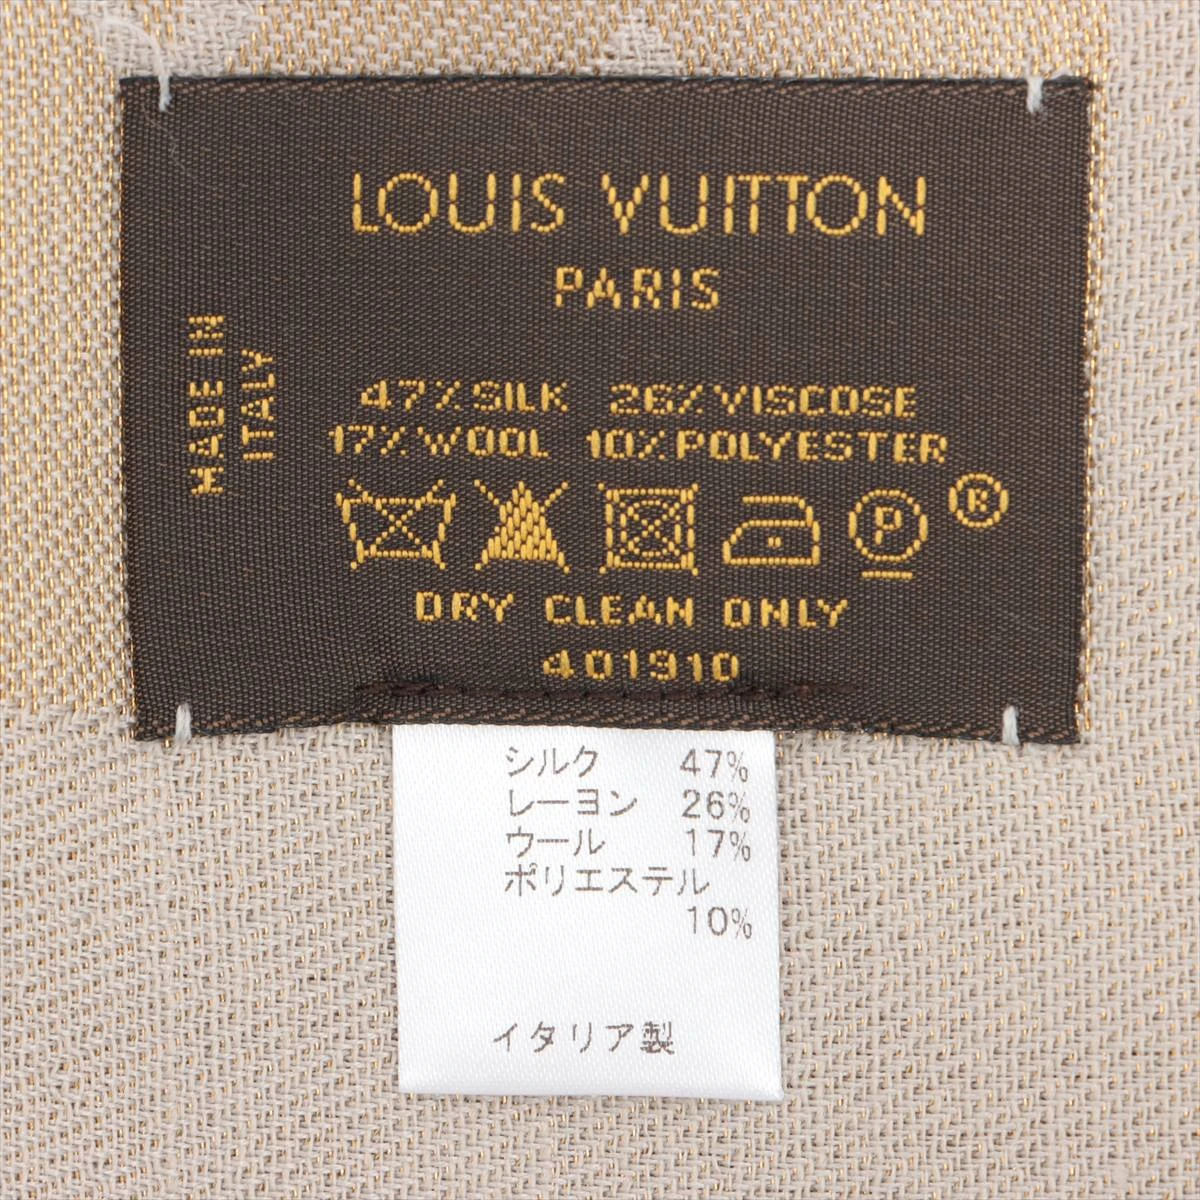 LOUIS VUITTON
PARIS
MADE IN
ITALY
47% SILK 26% VISCOSE
17% WOOL 10% POLYESTER
P
®
DRY CLEAN ONLY
401910
シルク 47%
レーヨン 26%
ウール 17%
ポリエステル
10%
イタリア製